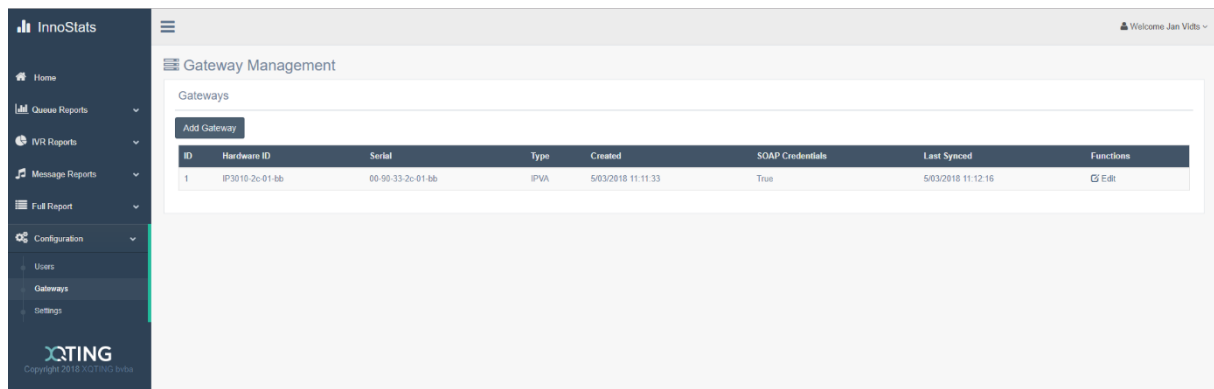 InnoStats
Welcome Jan Vidts
Home
Queue Reports
IVR Reports
Message Reports
Full Report
Configuration
Users
Gateways
Settings
XQTING
Copyright 2018 XQTING bvba
Gateway Management
Gateways
Add Gateway
ID Hardware ID Serial Type Created SOAP Credentials Last Synced Functions
1 IP3010-2c-01-bb 00-90-33-2c-01-bb IPVA 5/03/2018 11:11:33 True 5/03/2018 11:12:16 Edit